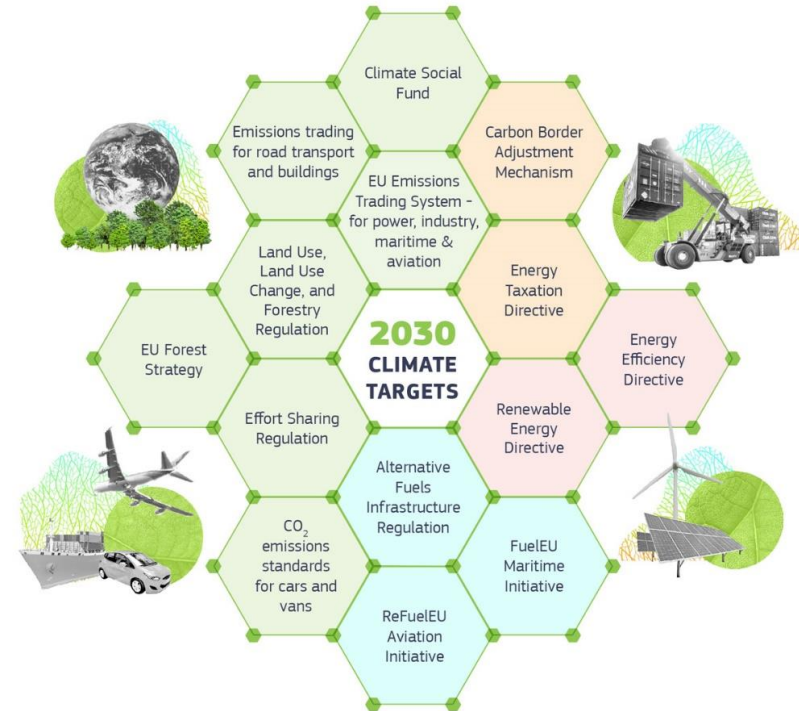 Climate Social
Fund
Emissions trading
for road transport
and buildings
Carbon Border
Adjustment
Mechanism
EU Emissions
Trading System -
for power, industry,
maritime &
aviation
Land Use,
Land Use
Change, and
Forestry
Regulation
Energy
Taxation
Directive
EU Forest
Strategy
2030
CLIMATE
TARGETS
Energy
Efficiency
Directive
Effort Sharing
Regulation
Renewable
Energy
Directive
Alternative
Fuels
Infrastructure
Regulation
CO₂
emissions
standards
for cars and
vans
FuelEU
Maritime
Initiative
ReFuelEU
Aviation
Initiative